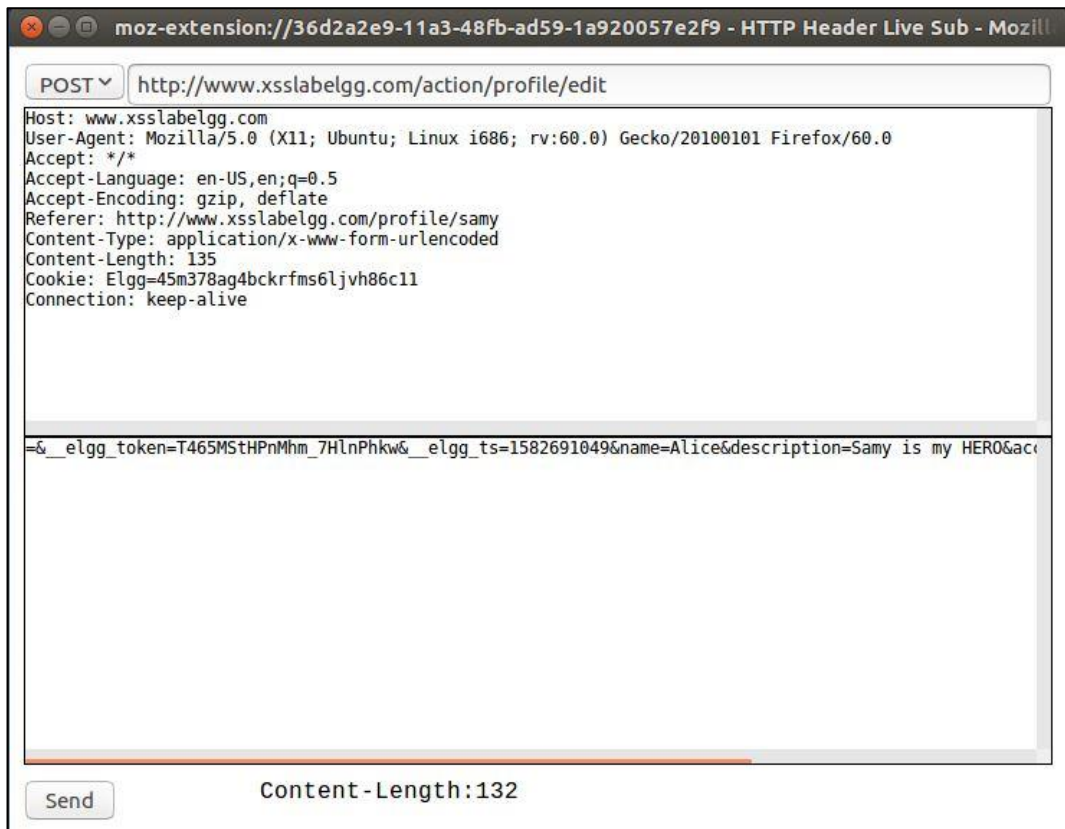 moz-extension://36d2a2e9-11a3-48fb-ad59-1a920057e2f9 - HTTP Header Live Sub - Mozill
POST http://www.xsslabelgg.com/action/profile/edit
Host: www.xsslabelgg.com
User-Agent: Mozilla/5.0 (X11; Ubuntu; Linux i686; rv:60.0) Gecko/20100101 Firefox/60.0
Accept: */*
Accept-Language: en-US,en;q=0.5
Accept-Encoding: gzip, deflate
Referer: http://www.xsslabelgg.com/profile/samy
Content-Type: application/x-www-form-urlencoded
Content-Length: 135
Cookie: Elgg=45m378ag4bckrfms6ljvh86c11
Connection: keep-alive
=&__elgg_token=T465MStHPnMhm_7HlnPhkw&__elgg_ts=1582691049&name=Alice&description=Samy is my HERO&acc
Send Content-Length:132